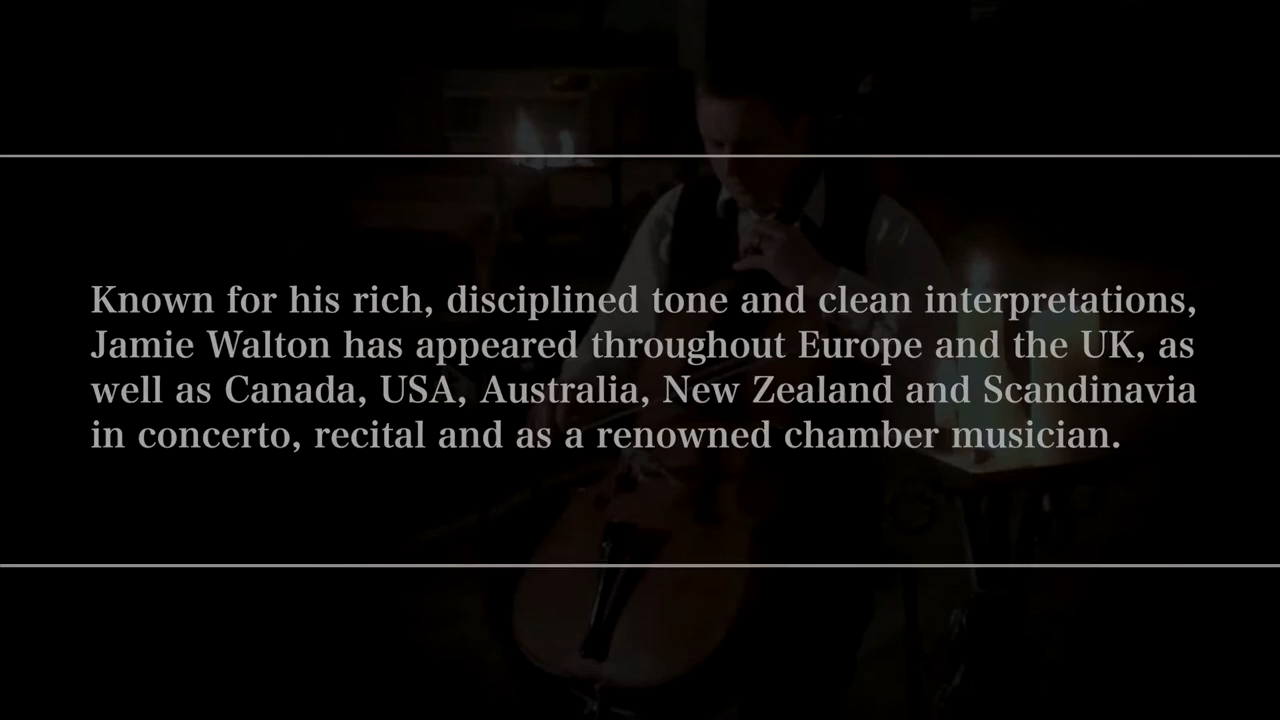 Known for his rich, disciplined tone and clean interpretations,
Jamie Walton has appeared throughout Europe and the UK, as
well as Canada, USA, Australia, New Zealand and Scandinavia
in concerto, recital and as a renowned chamber musician.